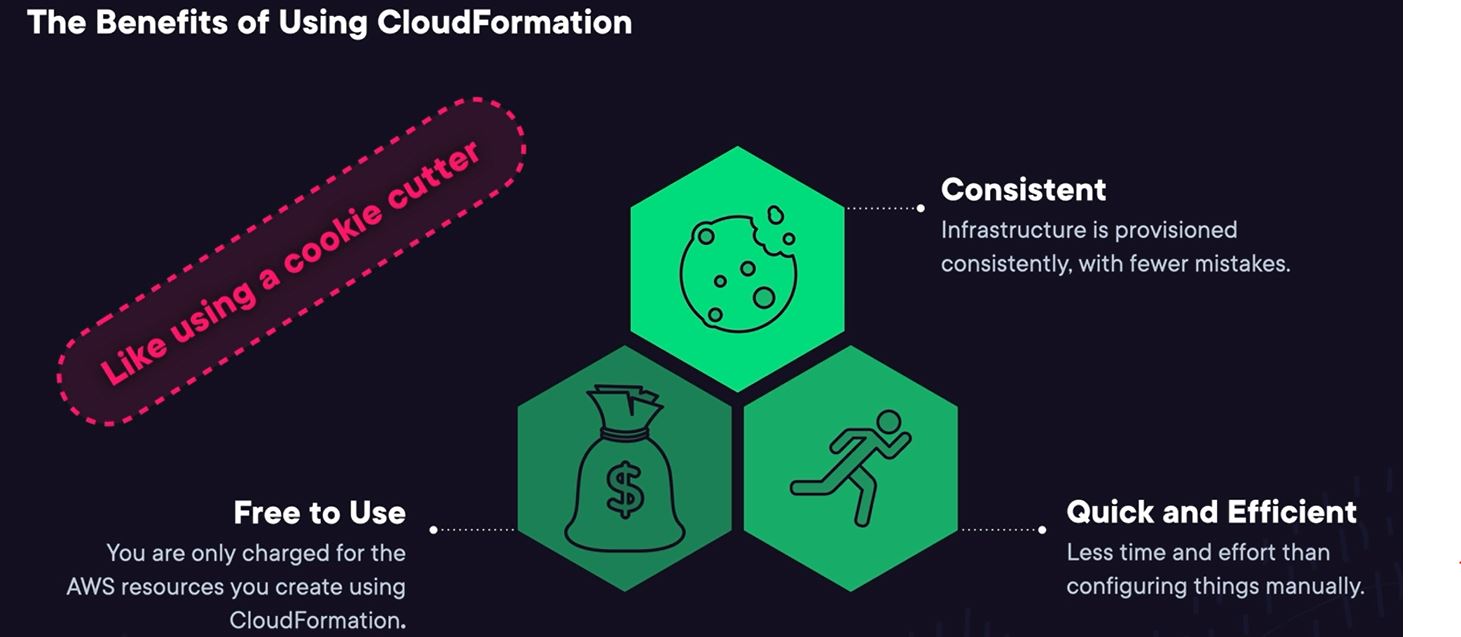 The Benefits of Using CloudFormation
Like using a cookie cutter
Consistent
Infrastructure is provisioned
consistently, with fewer mistakes.
$
Free to Use
You are only charged for the
AWS resources you create using
CloudFormation.
Quick and Efficient
Less time and effort than
configuring things manually.